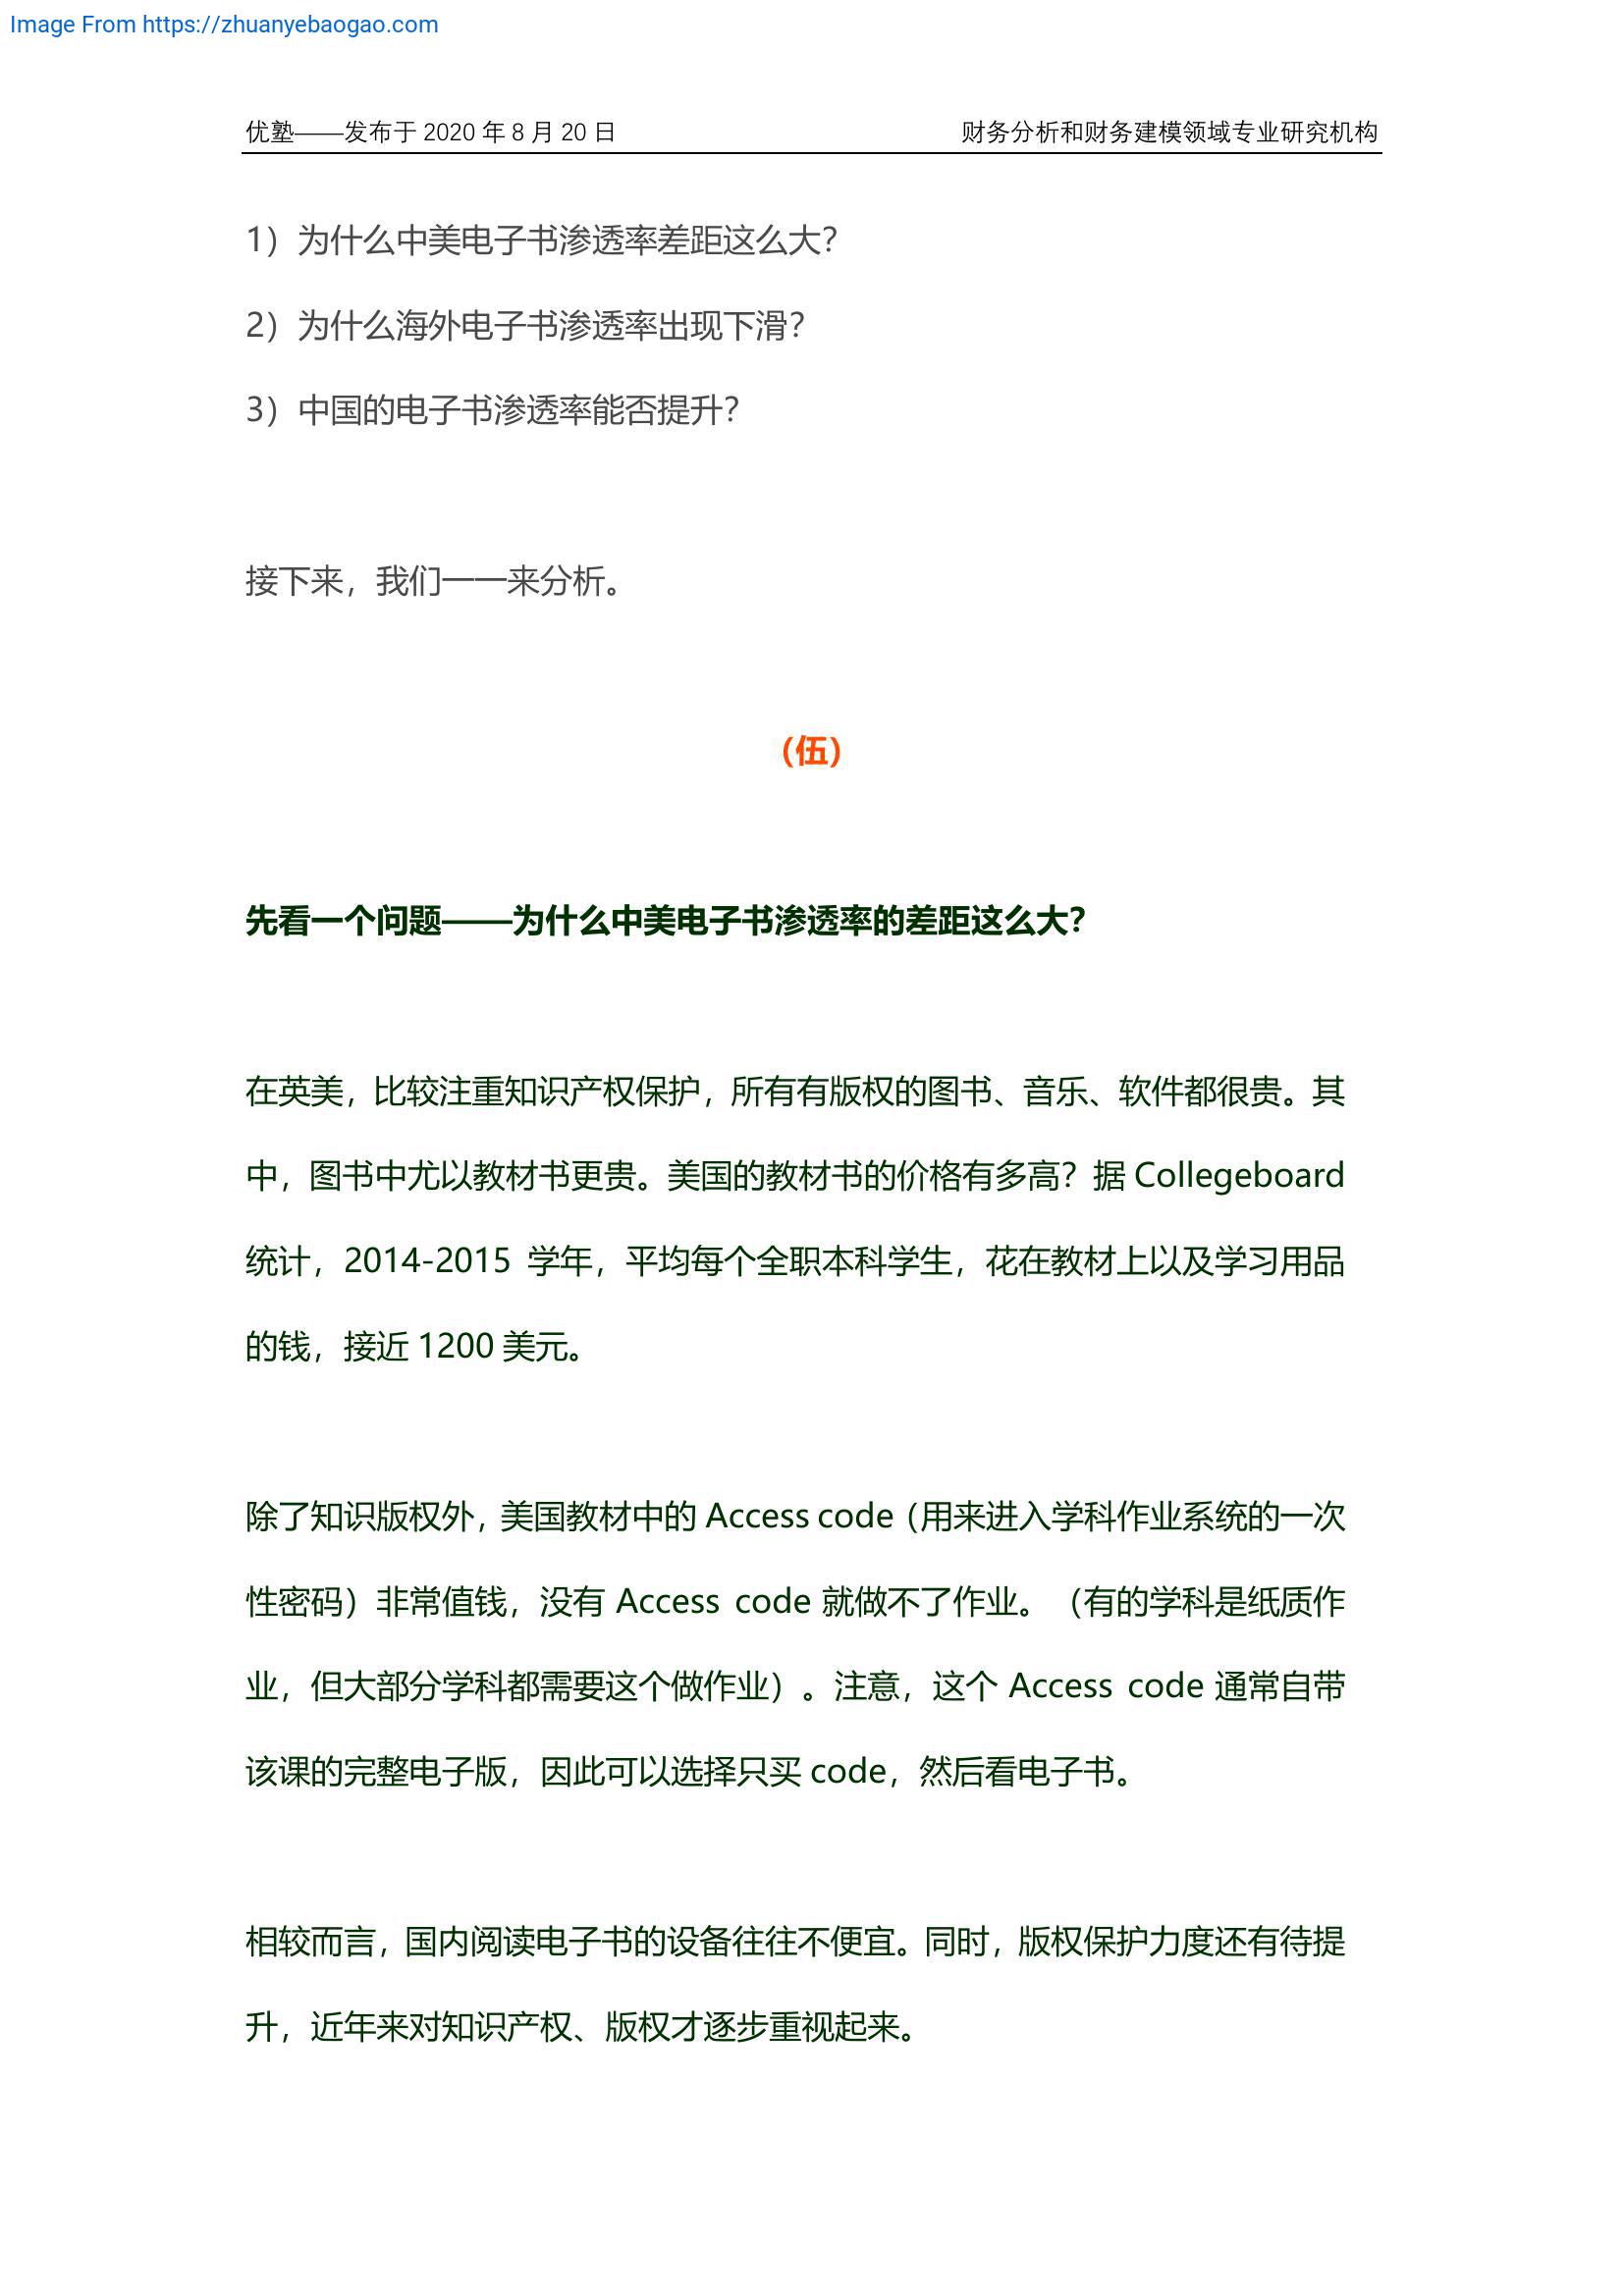 Image From https://zhuanyebaogao.com
优塾——发布于 2020 年 8 月 20 日 财务分析和财务建模领域专业研究机构
1）为什么中美电子书渗透率差距这么大？
2）为什么海外电子书渗透率出现下滑？
3）中国的电子书渗透率能否提升？
接下来，我们一一来分析。
（伍）
先看一个问题——为什么中美电子书渗透率的差距这么大？
在英美，比较注重知识产权保护，所有有版权的图书、音乐、软件都很贵。其
中，图书中尤以教材书更贵。美国的教材书的价格有多高？据 Collegeboard
统计，2014-2015 学年，平均每个全职本科学生，花在教材上以及学习用品
的钱，接近 1200 美元。
除了知识版权外，美国教材中的 Access code（用来进入学科作业系统的一次
性密码）非常值钱，没有 Access code 就做不了作业。（有的学科是纸质作
业，但大部分学科都需要这个做作业）。注意，这个 Access code 通常自带
该课的完整电子版，因此可以选择只买 code，然后看电子书。
相较而言，国内阅读电子书的设备往往不便宜。同时，版权保护力度还有待提
升，近年来对知识产权、版权才逐步重视起来。